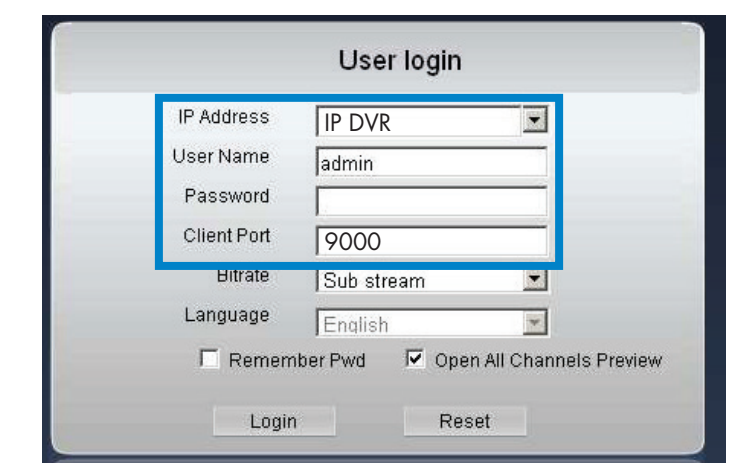 User login
IP Address IP DVR
User Name admin
Password
Client Port 9000
Bitrate Sub stream
Language English
Remember Pwd Open All Channels Preview
Login Reset